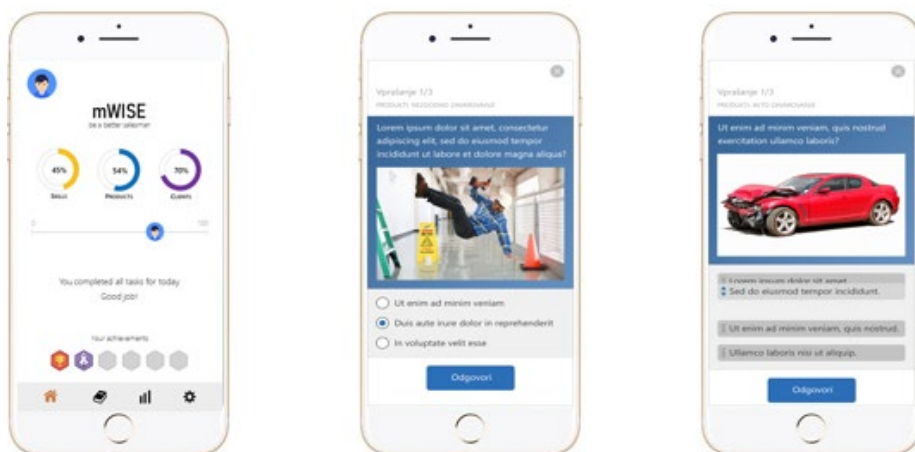 mWISE
be a better salesman
45%
54%
70%
SKILLS
PRODUCTS
CLIENTS
0
100
You completed all tasks for today.
Good job!
Your achievements
Vprašanje 1/3
PRODUKTI: NEZGODNO ZAVAROVANJE
Lorem ipsum dolor sit amet, consectetur
adipiscing elit, sed do eiusmod tempor
incididunt ut labore et dolore magna aliqua?
Ut enim ad minim veniam
Duis aute irure dolor in reprehenderit
In voluptate velit esse
Odgovori
Vprašanje 1/3
PRODUKTI: AVTO ZAVAROVANJE
Ut enim ad minim veniam, quis nostrud
exercitation ullamco laboris?
Lorem ipsum dolor sit amet
Sed do eiusmod tempor incididunt.
Ut enim ad minim veniam, quis nostrud.
Ullamco laboris nisi ut aliquip.
Odgovori